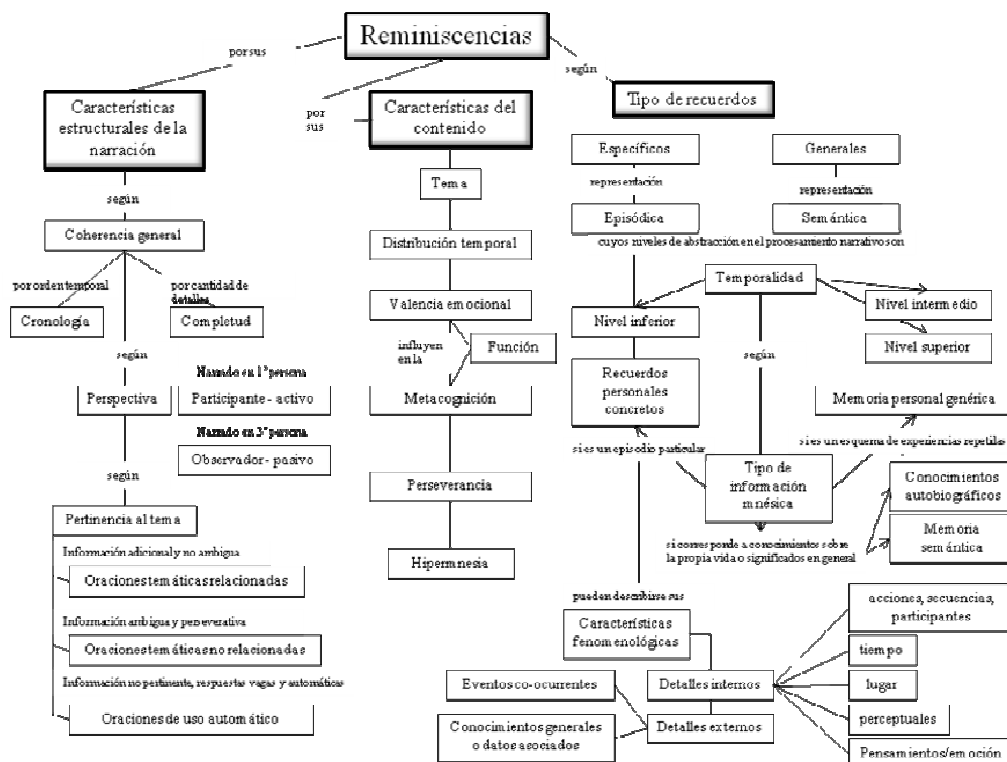 Reminiscencias
por sus
por
sus
según
Características
estructurales de la
narración
según
Coherencia general
por orden temporal
por cantidad de
detalles
Cronología
Completud
según
Narrado en 1ª persona
Perspectiva
Participante - activo
Narrado en 3ª persona
Observador - pasivo
según
Pertinencia al tema
Información adicional y no ambigua
Oraciones temáticas relacionadas
Información ambigua y perseverativa
Oraciones temáticas no relacionadas
Información no pertinente, respuestas vagas y automáticas
Oraciones de uso automático
Características del
contenido
Tema
Distribución temporal
Valencia emocional
influyen
en la
Función
Metacognición
Perseverancia
Hipermnesia
Tipo de recuerdos
Específicos
Generales
representación
representación
Episódica
Semántica
cuyos niveles de abstracción en el procesamiento narrativo son
Temporalidad
Nivel inferior
Nivel intermedio
Nivel superior
según
Recuerdos
personales
concretos
Memoria personal genérica
si es un episodio particular
si es un esquema de experiencias repetidas
Tipo de
información
mnésica
Conocimientos
autobiográficos
Memoria
semántica
si corresponde a conocimientos sobre
la propia vida o significados en general
pueden describirse sus
Características
fenomenológicas
Detalles internos
acciones, secuencias,
participantes
tiempo
lugar
perceptuales
Pensamientos/emoción
Detalles externos
Eventos co-ocurrentes
Conocimientos generales
o datos asociados